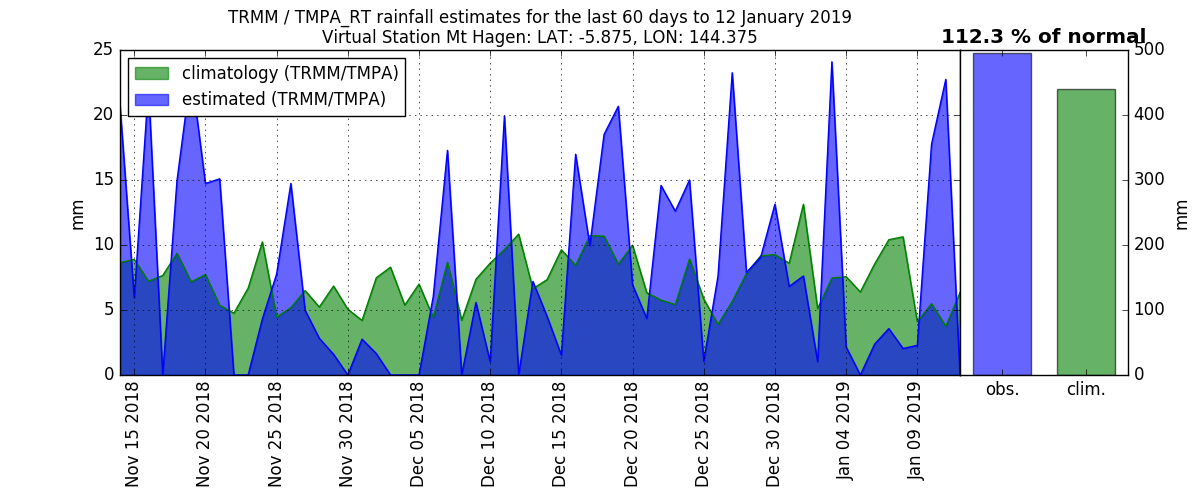 TRMM / TMPA_RT rainfall estimates for the last 60 days to 12 January 2019
Virtual Station Mt Hagen: LAT: -5.875, LON: 144.375
112.3 % of normal
climatology (TRMM/TMPA)
estimated (TRMM/TMPA)
25
20
15
10
5
0
mm
500
400
300
200
100
0
mm
Nov 15 2018
Nov 20 2018
Nov 25 2018
Nov 30 2018
Dec 05 2018
Dec 10 2018
Dec 15 2018
Dec 20 2018
Dec 25 2018
Dec 30 2018
Jan 04 2019
Jan 09 2019
obs.
clim.